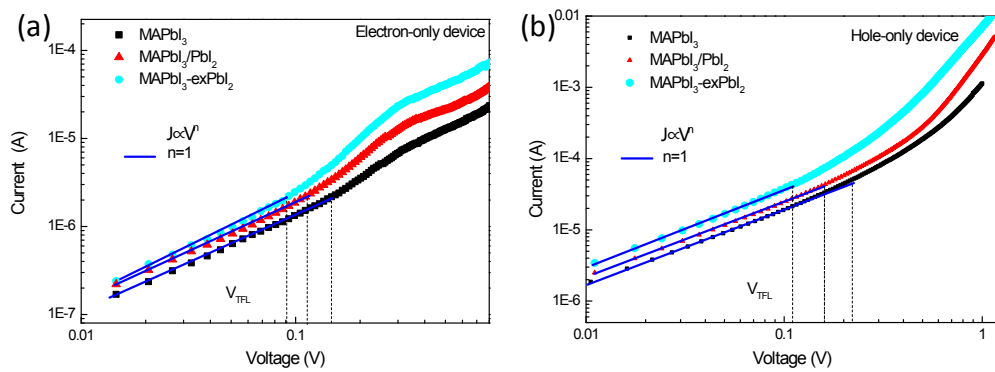 (a)
Electron-only device
MAPbI₃
MAPbI₃/PbI₂
MAPbI₃-exPbI₂
J∝Vⁿ
n=1
V_TFL
1E-4
1E-5
1E-6
1E-7
Current (A)
0.01
0.1
Voltage (V)
(b)
Hole-only device
MAPbI₃
MAPbI₃/PbI₂
MAPbI₃-exPbI₂
J∝Vⁿ
n=1
V_TFL
0.01
1E-3
1E-4
1E-5
1E-6
Current (A)
0.01
0.1
1
Voltage (V)